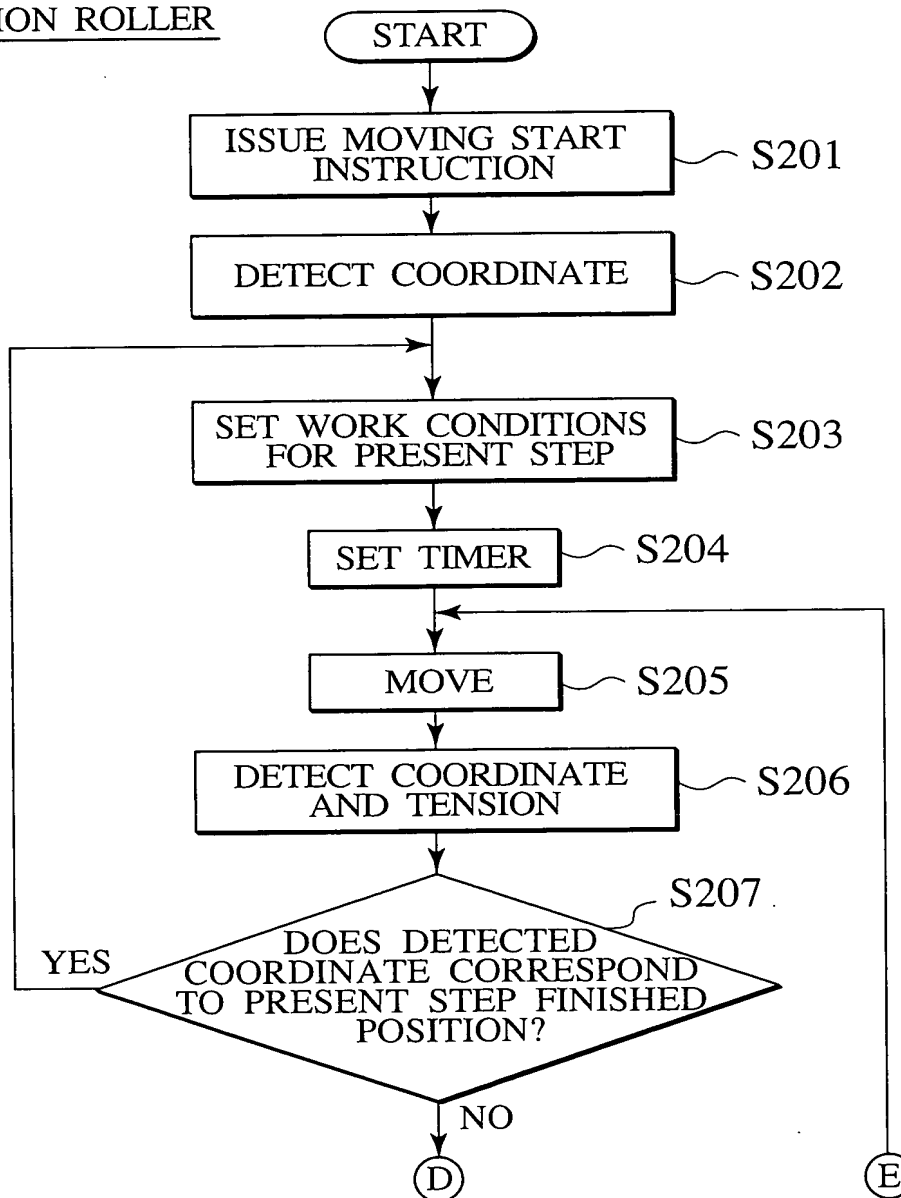 ION ROLLER
START
ISSUE MOVING START
INSTRUCTION
S201
DETECT COORDINATE
S202
SET WORK CONDITIONS
FOR PRESENT STEP
S203
SET TIMER
S204
MOVE
S205
DETECT COORDINATE
AND TENSION
S206
S207
DOES DETECTED
COORDINATE CORRESPOND
TO PRESENT STEP FINISHED
POSITION?
YES
NO
D
E